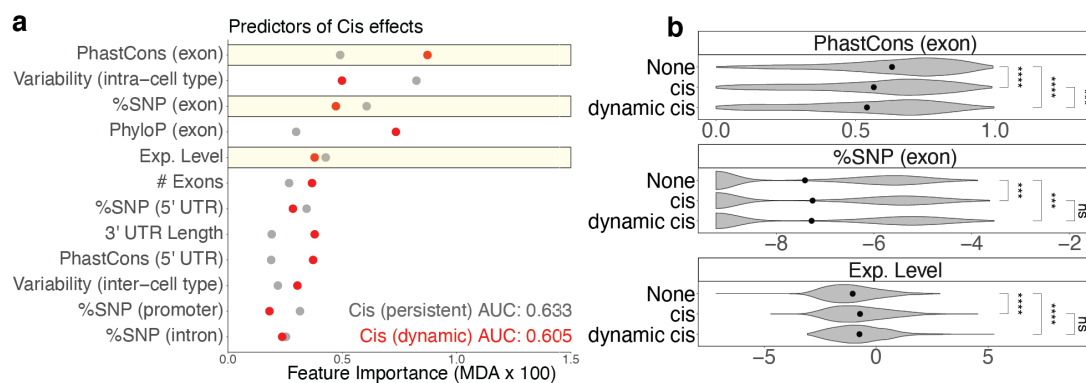 a
Predictors of Cis effects
PhastCons (exon)
Variability (intra-cell type)
%SNP (exon)
PhyloP (exon)
Exp. Level
# Exons
%SNP (5' UTR)
3' UTR Length
PhastCons (5' UTR)
Variability (inter-cell type)
%SNP (promoter)
%SNP (intron)
Cis (persistent) AUC: 0.633
Cis (dynamic) AUC: 0.605
0.0 0.5 1.0 1.5
Feature Importance (MDA x 100)
b
PhastCons (exon)
None
cis
dynamic cis
****
****
0.0 0.5 1.0
%SNP (exon)
None
cis
dynamic cis
***
***
ns
-8 -6 -4 -2
Exp. Level
None
cis
dynamic cis
****
****
ns
-5 0 5